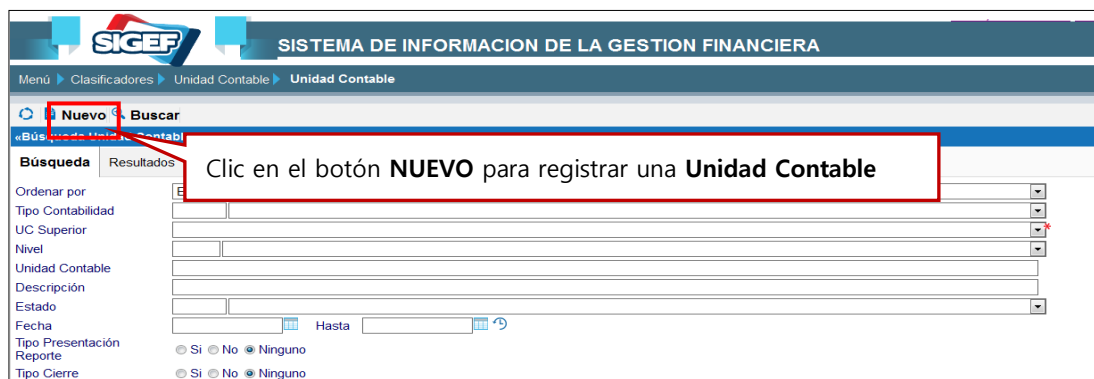 SIGEF
SISTEMA DE INFORMACION DE LA GESTION FINANCIERA
Menú Clasificadores Unidad Contable Unidad Contable
Nuevo Buscar
Clic en el botón NUEVO para registrar una Unidad Contable
Búsqueda Resultados
Ordenar por
Tipo Contabilidad
UC Superior *
Nivel
Unidad Contable
Descripción
Estado
Fecha Hasta
Tipo Presentación
Reporte Si No Ninguno
Tipo Cierre Si No Ninguno